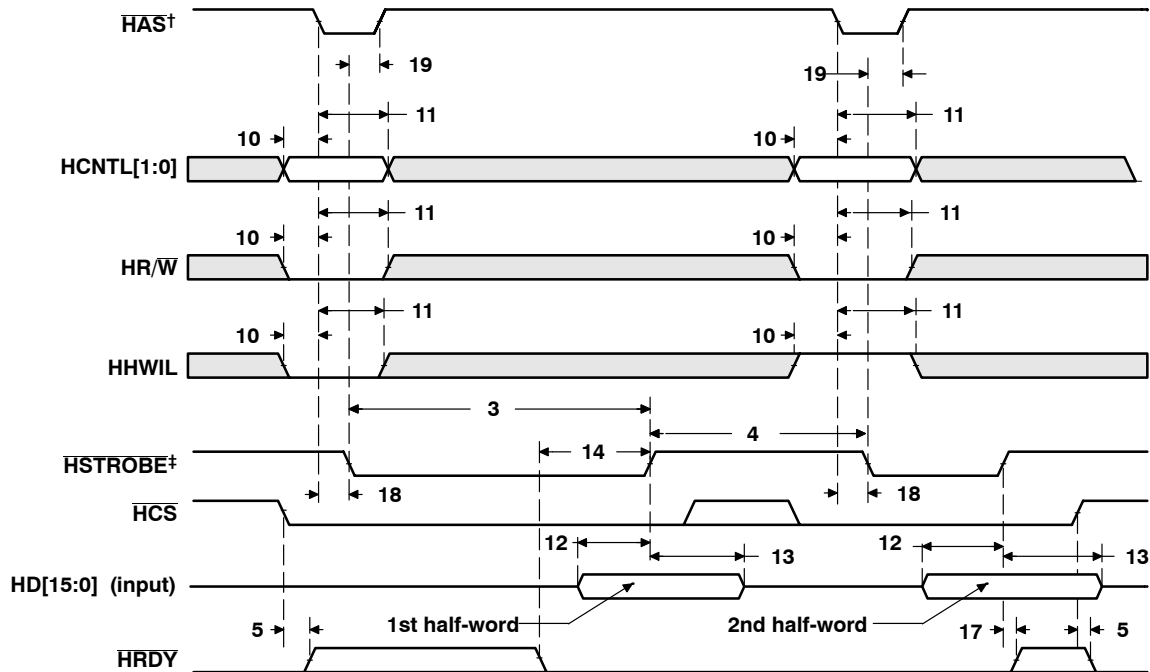 HAS†
19
19
11
11
10
10
HCNTL[1:0]
11
11
10
10
HR/W
11
11
10
10
HHWIL
3
4
14
HSTROBE‡
18
18
HCS
12
12
13
13
HD[15:0] (input)
1st half-word
2nd half-word
5
17
5
HRDY